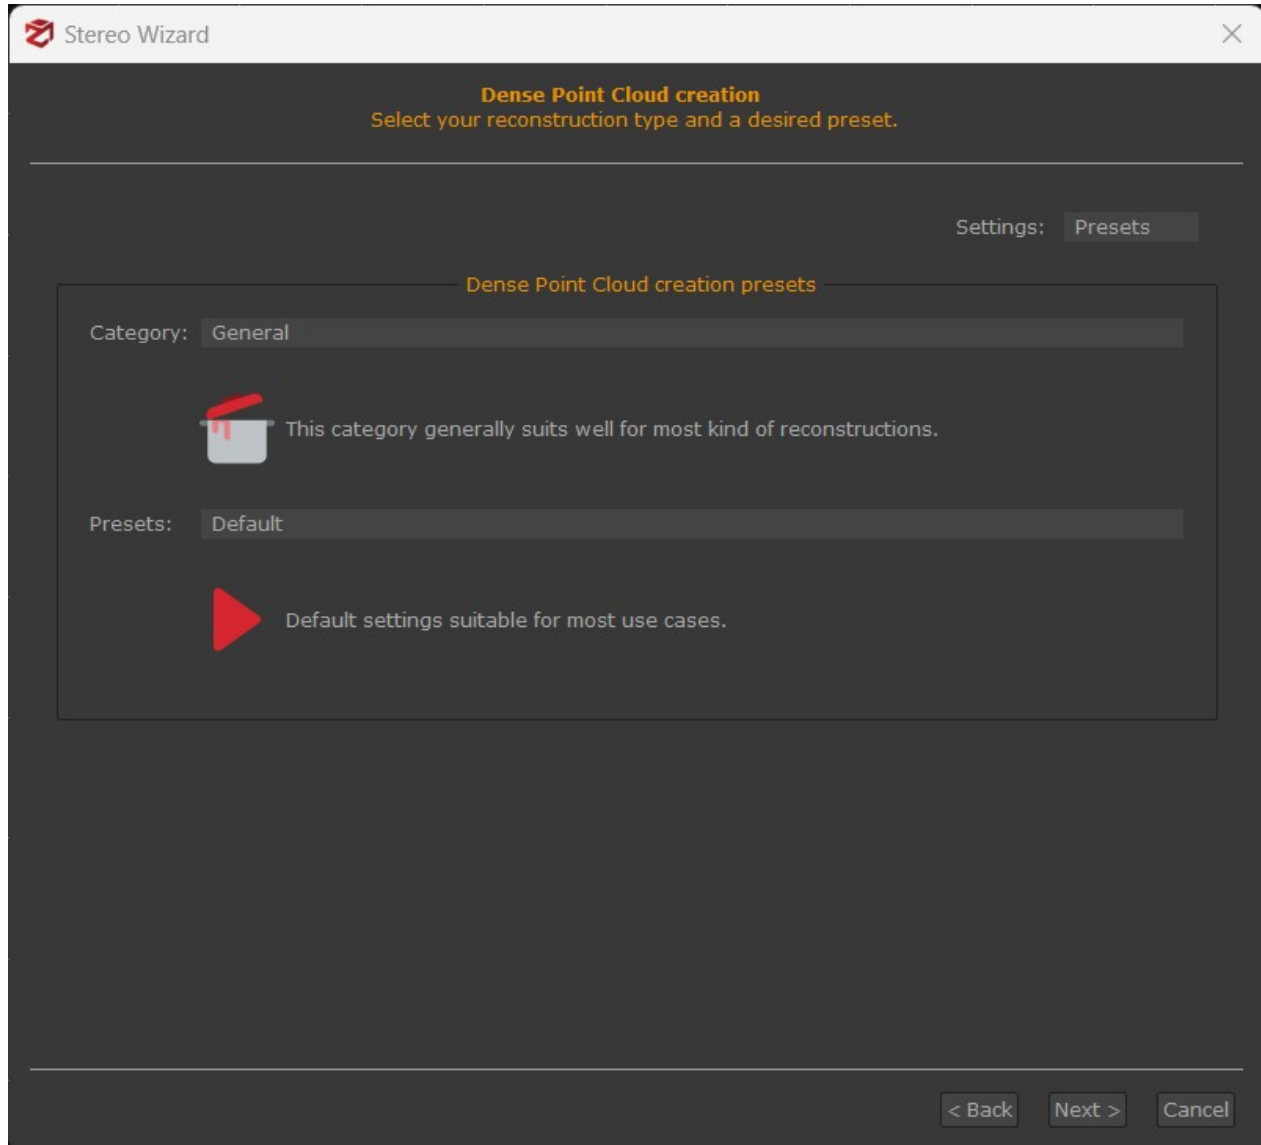 Stereo Wizard
Dense Point Cloud creation
Select your reconstruction type and a desired preset.
Settings: Presets
Dense Point Cloud creation presets
Category: General
This category generally suits well for most kind of reconstructions.
Presets: Default
Default settings suitable for most use cases.
< Back Next > Cancel